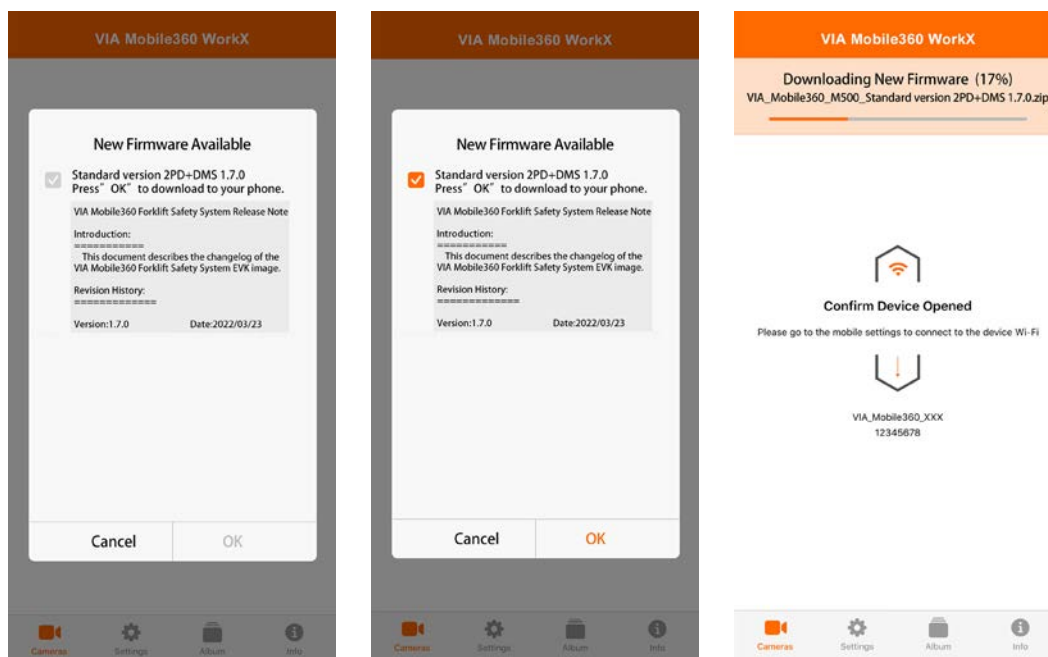 VIA Mobile360 WorkX
New Firmware Available
Standard version 2PD+DMS 1.7.0
Press" OK" to download to your phone.
VIA Mobile360 Forklift Safety System Release Note
Introduction:
===========
This document describes the changelog of the
VIA Mobile360 Forklift Safety System EVK image.
Revision History:
=============
Version:1.7.0 Date:2022/03/23
Cancel OK
Cameras Settings Album Info
VIA Mobile360 WorkX
New Firmware Available
Standard version 2PD+DMS 1.7.0
Press" OK" to download to your phone.
VIA Mobile360 Forklift Safety System Release Note
Introduction:
===========
This document describes the changelog of the
VIA Mobile360 Forklift Safety System EVK image.
Revision History:
=============
Version:1.7.0 Date:2022/03/23
Cancel OK
Cameras Settings Album Info
VIA Mobile360 WorkX
Downloading New Firmware (17%)
VIA_Mobile360_M500_Standard version 2PD+DMS 1.7.0.zip
Confirm Device Opened
Please go to the mobile settings to connect to the device Wi-Fi
VIA_Mobile360_XXX
12345678
Cameras Settings Album Info